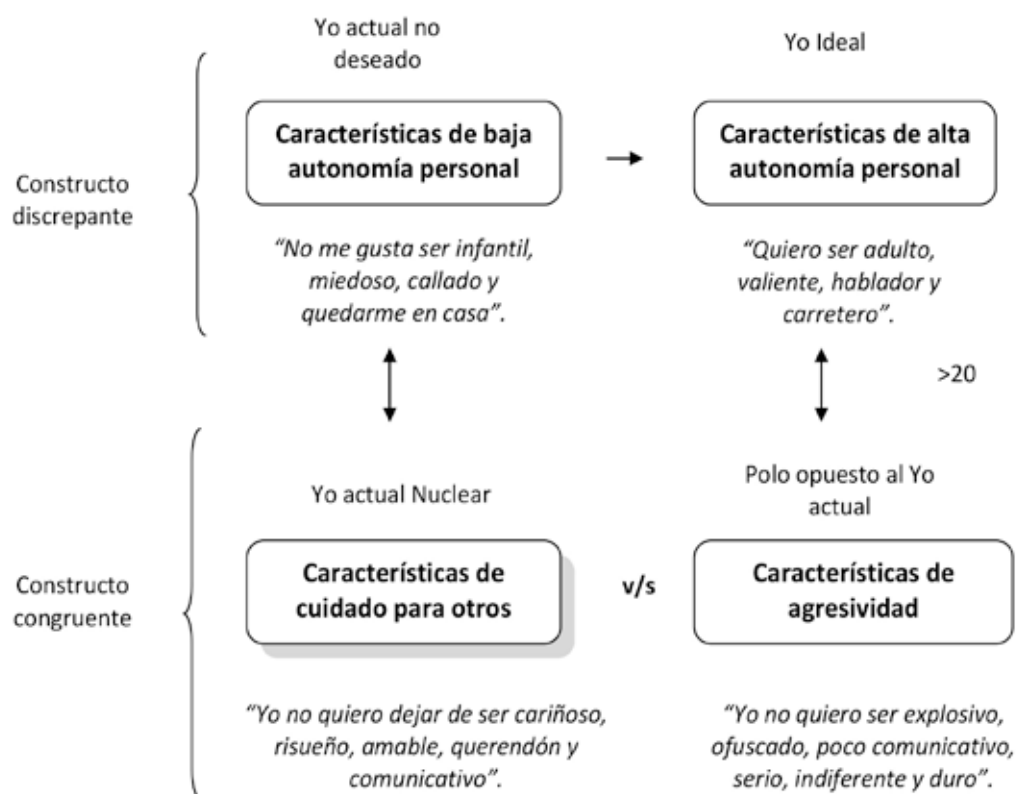 Yo actual no
deseado
Yo Ideal
Características de baja
autonomía personal
Características de alta
autonomía personal
Constructo
discrepante
“No me gusta ser infantil,
miedoso, callado y
quedarme en casa”.
“Quiero ser adulto,
valiente, hablador y
carretero”.
>20
Yo actual Nuclear
Polo opuesto al Yo
actual
Constructo
congruente
Características de
cuidado para otros
v/s
Características de
agresividad
“Yo no quiero dejar de ser cariñoso,
risueño, amable, querendón y
comunicativo”.
“Yo no quiero ser explosivo,
ofuscado, poco comunicativo,
serio, indiferente y duro”.